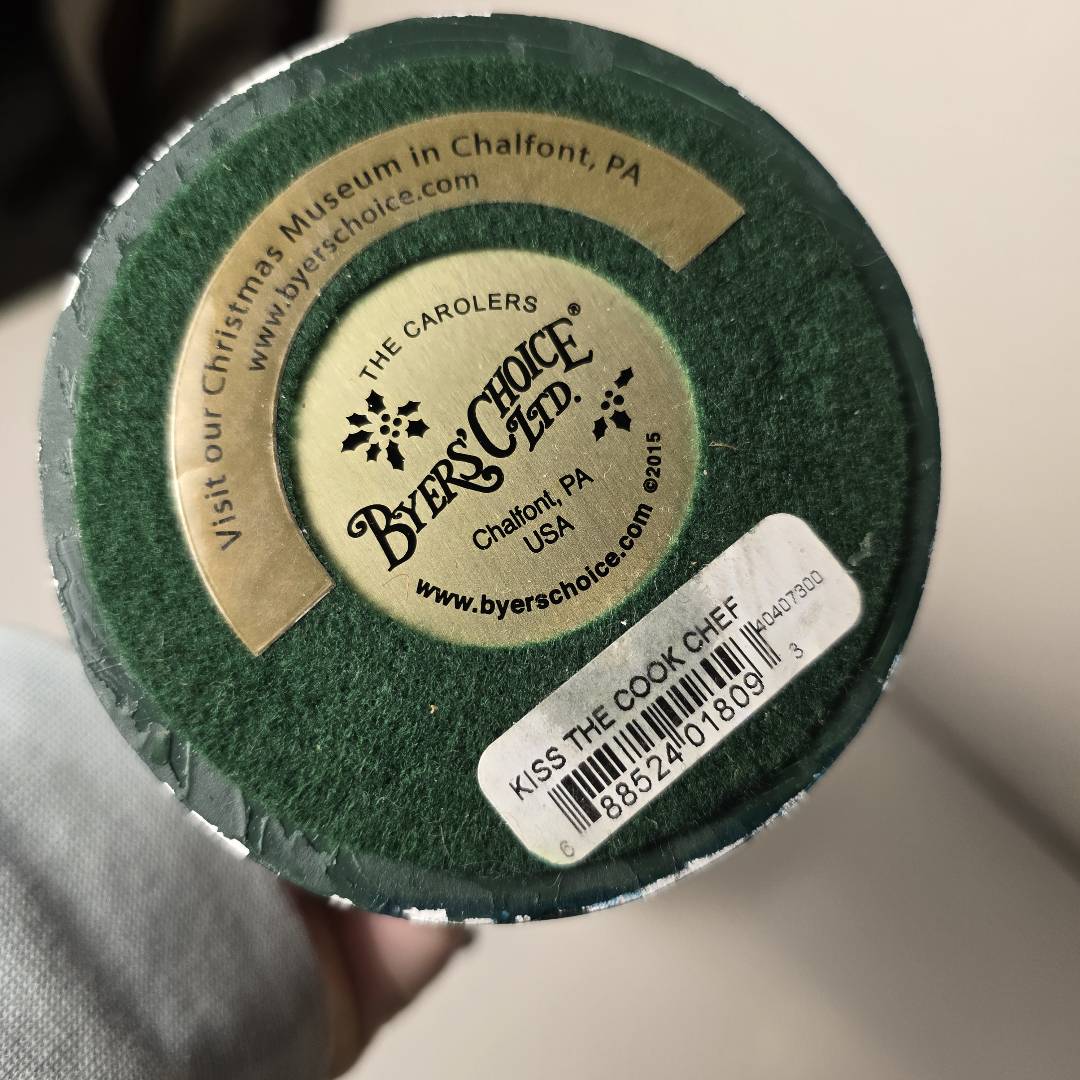 Visit our Christmas Museum in Chalfont, PA
www.byerschoice.com
THE CAROLERS
BYERS' CHOICE®
LTD.
Chalfont, PA
USA
www.byerschoice.com ©2015
KISS THE COOK CHEF
40407300
6 88524 01809 3